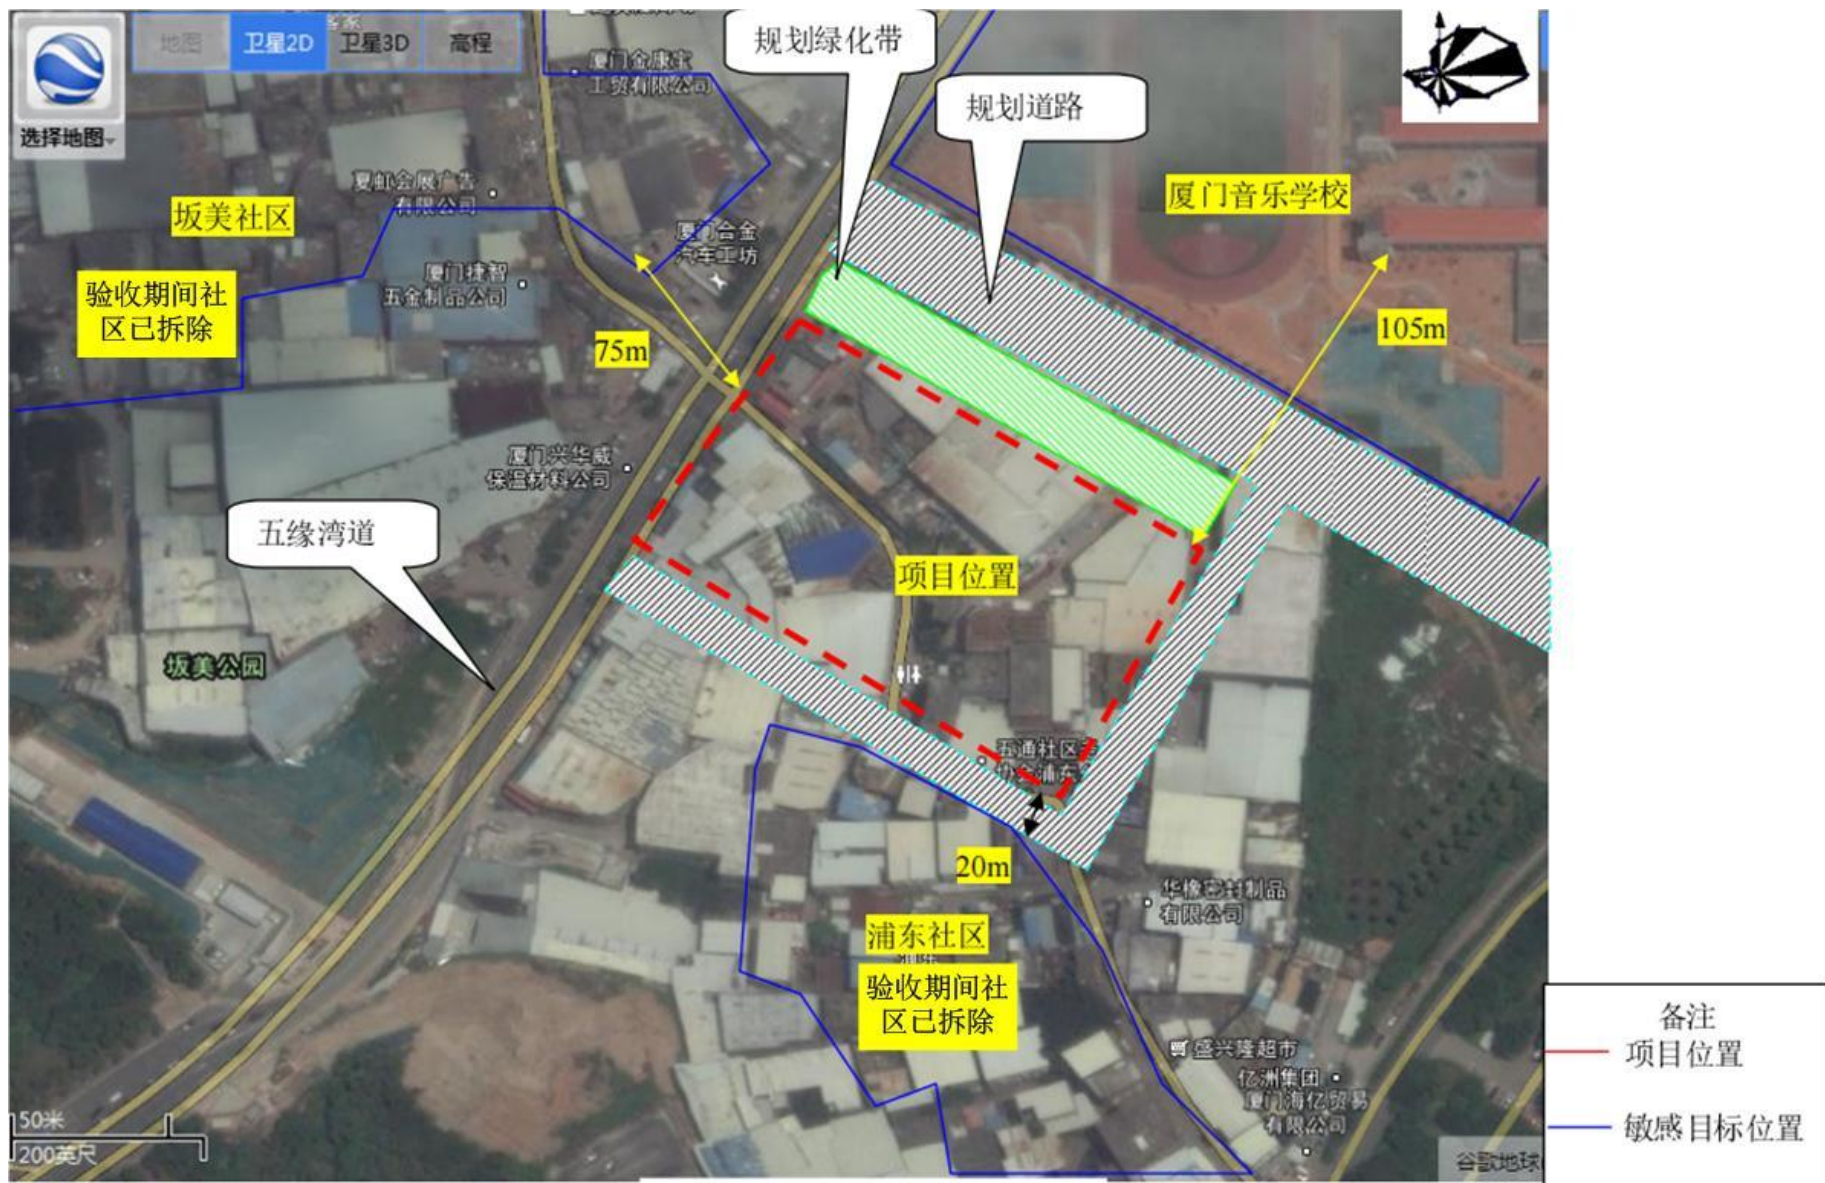 地图
卫星2D
卫星3D
高程
选择地图
规划绿化带
规划道路
厦门金康宏
工贸有限公司
夏虹会展广告
有限公司
坂美社区
厦门音乐学校
厦门合金
汽车工坊
厦门捷智
五金制品公司
验收期间社
区已拆除
75m
105m
厦门兴华威
保温材料公司
五缘湾道
项目位置
坂美公园
五通社区老
协会浦东
20m
华橡密封制品
有限公司
浦东社区
浦东
验收期间社
区已拆除
盛兴隆超市
亿洲集团
厦门海亿贸易
有限公司
50米
200英尺
谷歌地球
备注
项目位置
敏感目标位置